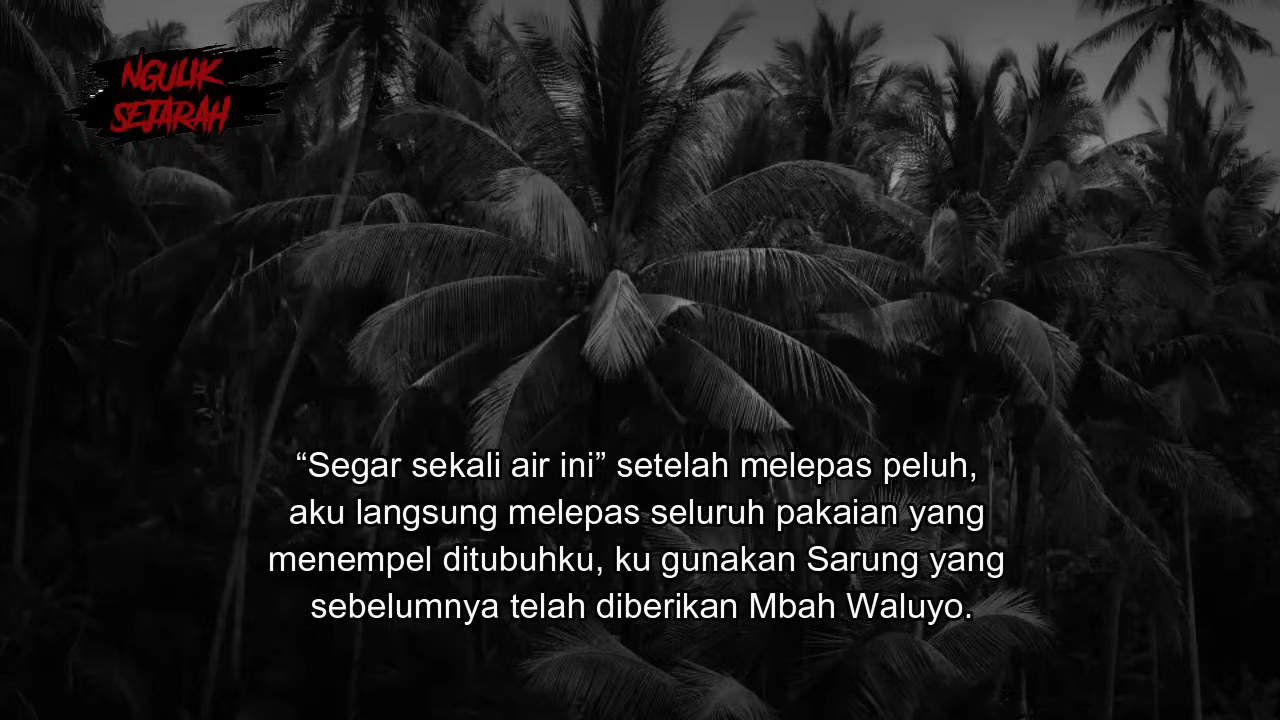 NGULIK
SEJARAH
“Segar sekali air ini” setelah melepas peluh,
aku langsung melepas seluruh pakaian yang
menempel ditubuhku, ku gunakan Sarung yang
sebelumnya telah diberikan Mbah Waluyo.